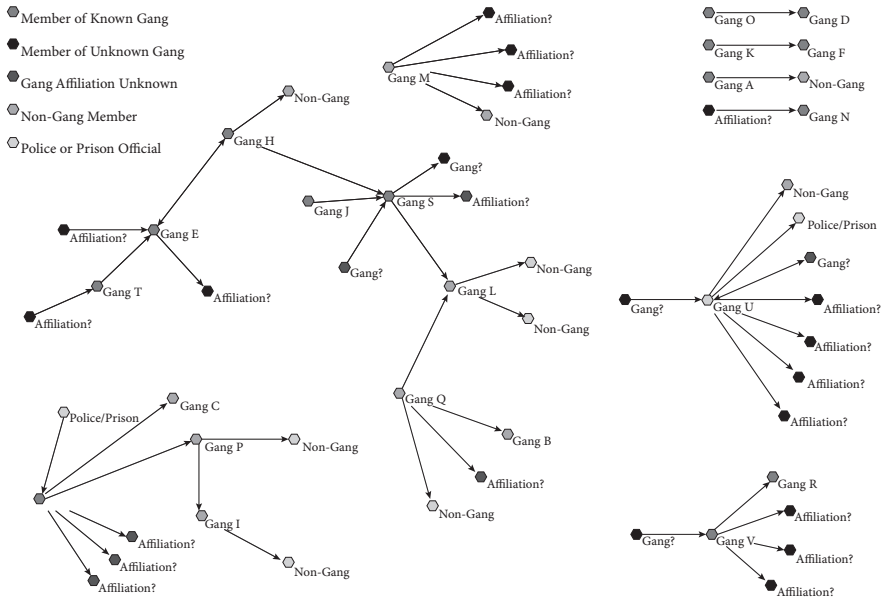 Member of Known Gang
Member of Unknown Gang
Gang Affiliation Unknown
Non-Gang Member
Police or Prison Official
Affiliation?
Affiliation?
Gang M
Affiliation?
Non-Gang
Gang O
Gang D
Gang K
Gang F
Gang A
Non-Gang
Affiliation?
Gang N
Non-Gang
Gang H
Gang?
Gang J
Gang S
Affiliation?
Affiliation?
Gang E
Gang?
Gang T
Affiliation?
Affiliation?
Non-Gang
Gang L
Non-Gang
Non-Gang
Police/Prison
Gang?
Gang?
Gang U
Affiliation?
Affiliation?
Affiliation?
Affiliation?
Gang Q
Gang B
Affiliation?
Non-Gang
Police/Prison
Gang C
Gang P
Non-Gang
Gang I
Non-Gang
Affiliation?
Affiliation?
Affiliation?
Gang R
Affiliation?
Gang?
Gang V
Affiliation?
Affiliation?